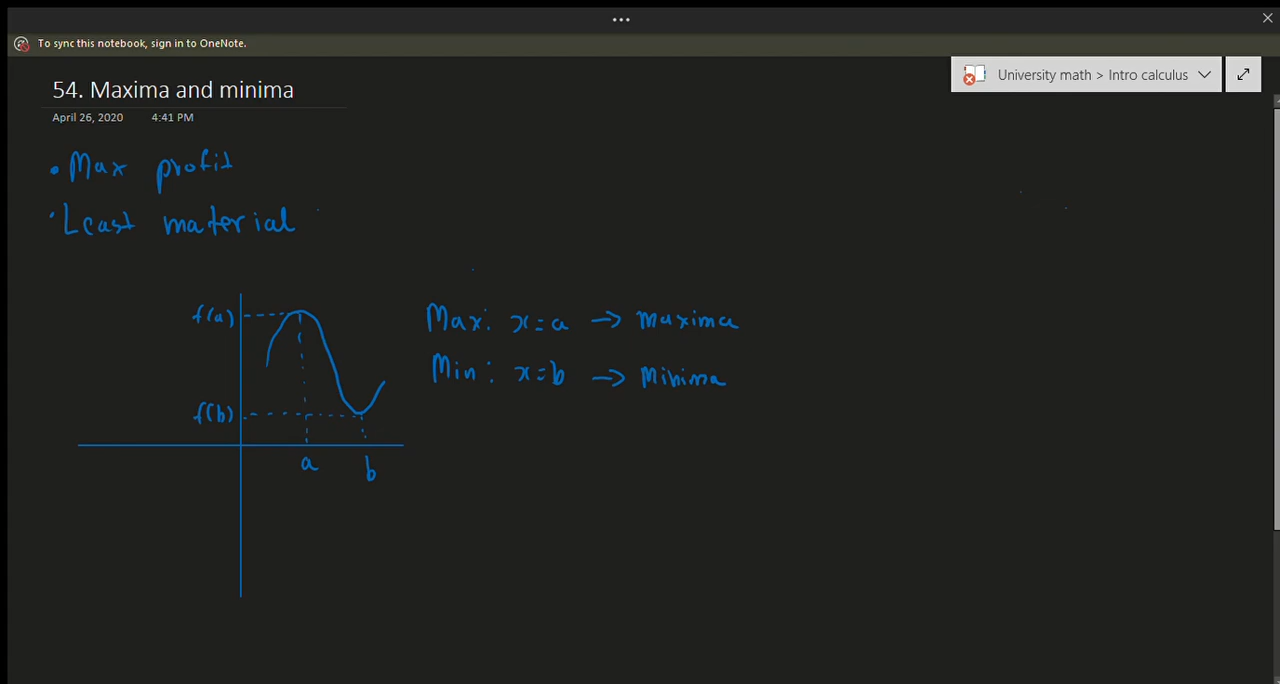 To sync this notebook, sign in to OneNote.
University math > Intro calculus
54. Maxima and minima
April 26, 2020 4:41 PM
• Max profit
• Least material
f(a)
Max: x=a → maxima
Min: x=b → Minima
f(b)
a
b